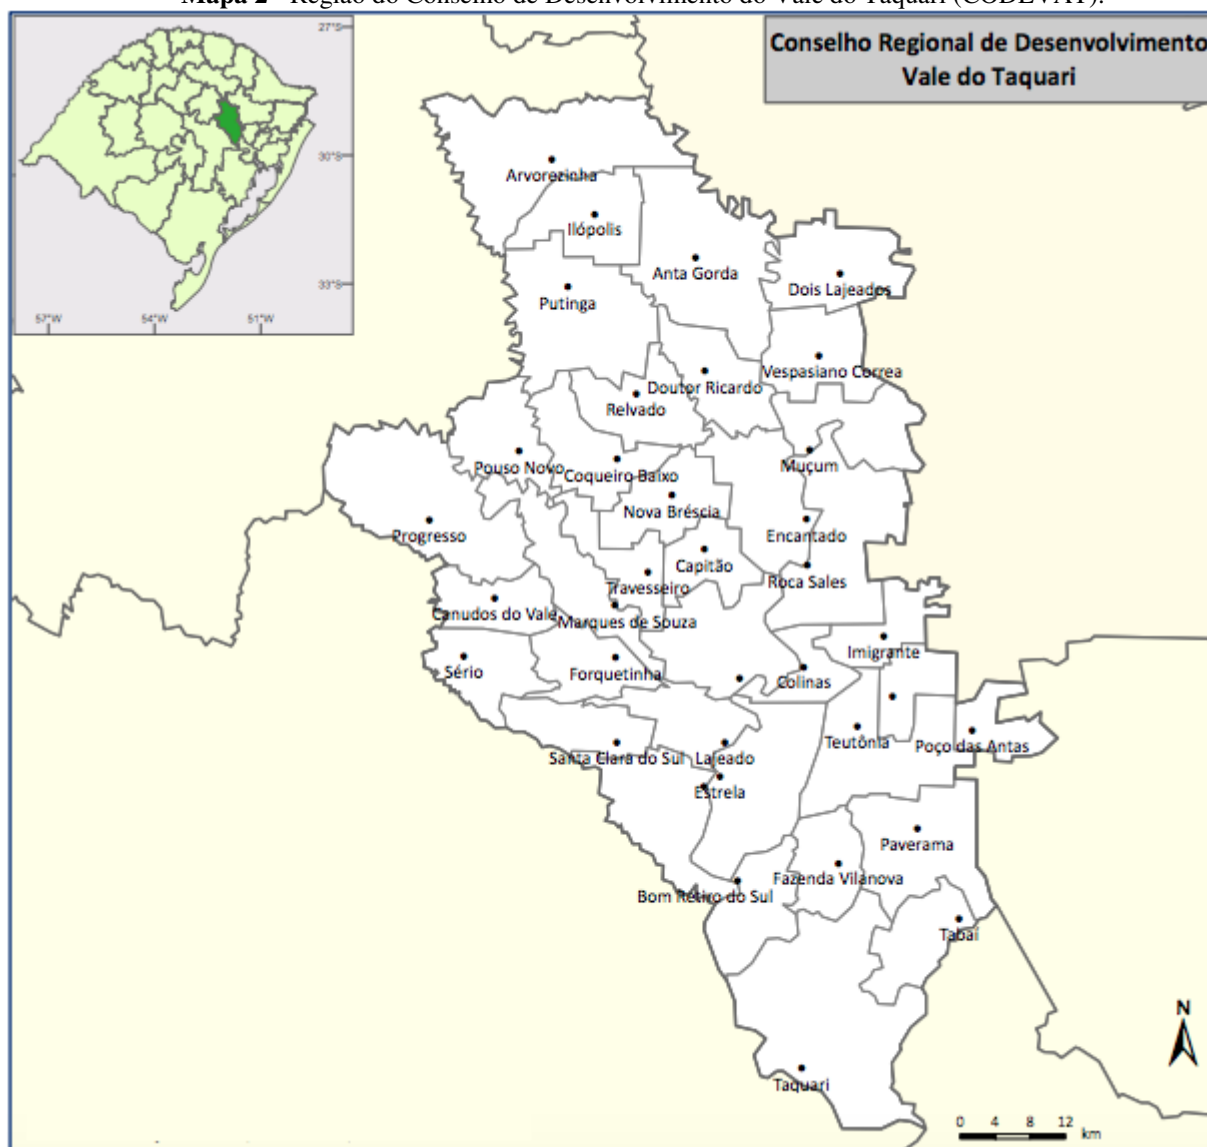 Mapa 2 - Região do Conselho de Desenvolvimento do Vale do Taquari (CODEVAT).
Conselho Regional de Desenvolvimento
Vale do Taquari
27°S
30°S
33°S
57°W
54°W
51°W
Arvorezinha
Ilópolis
Anta Gorda
Dois Lajeados
Putinga
Vespasiano Correa
Doutor Ricardo
Relvado
Muçum
Pouso Novo
Coqueiro Baixo
Nova Bréscia
Progresso
Encantado
Capitão
Roca Sales
Travesseiro
Canudos do Vale
Marques de Souza
Imigrante
Sério
Forquetinha
Colinas
Teutônia
Poço das Antas
Santa Clara do Sul
Lajeado
Estrela
Paverama
Fazenda Vilanova
Bom Retiro do Sul
Tabaí
Taquari
N
0 4 8 12
km